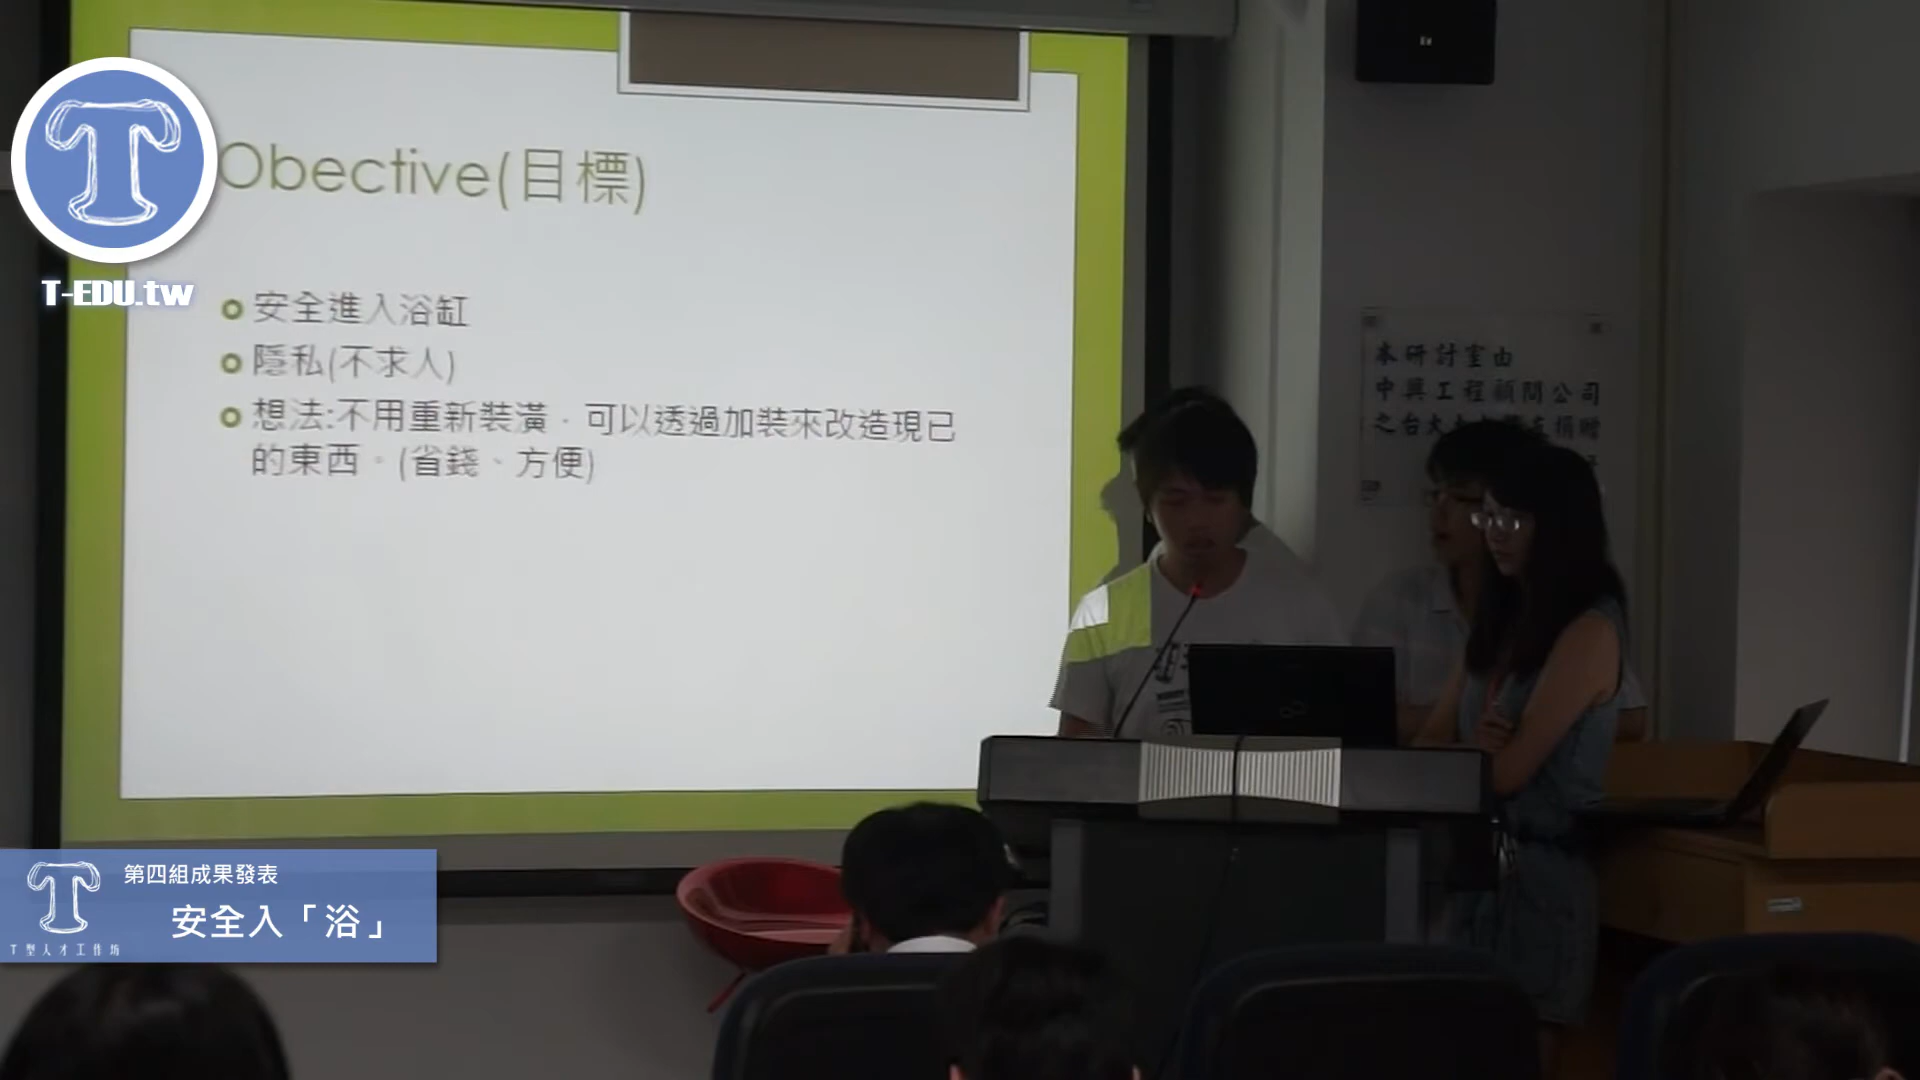 Obective(目標)
安全進入浴缸
隱私(不求人)
想法:不用重新裝潢，可以透過加裝來改造現已
的東西。(省錢、方便)
T-EDU.tw
本研討室由
中興工程顧問公司
之台大
捐贈
第四組成果發表
安全入「浴」
T型人才工作坊